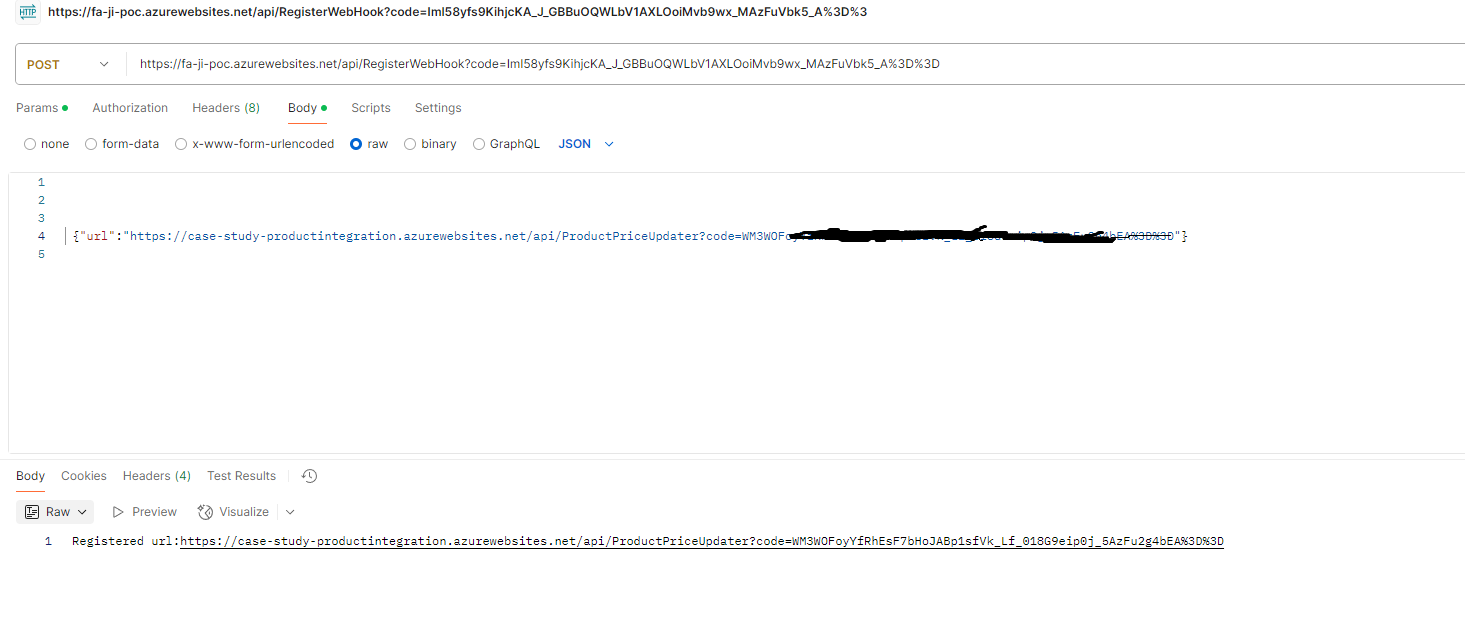 HTTP https://fa-ji-poc.azurewebsites.net/api/RegisterWebHook?code=Iml58yfs9KihjcKA_J_GBBuOQWLbV1AXLOoiMvb9wx_MAzFuVbk5_A%3D%3
POST https://fa-ji-poc.azurewebsites.net/api/RegisterWebHook?code=Iml58yfs9KihjcKA_J_GBBuOQWLbV1AXLOoiMvb9wx_MAzFuVbk5_A%3D%3D
Params Authorization Headers (8) Body Scripts Settings
none form-data x-www-form-urlencoded raw binary GraphQL JSON
1
2
3
4 {"url":"https://case-study-productintegration.azurewebsites.net/api/ProductPriceUpdater?code=WM3WOFo bEA%3D%3D"}
5
Body Cookies Headers (4) Test Results
Raw Preview Visualize
1 Registered url:https://case-study-productintegration.azurewebsites.net/api/ProductPriceUpdater?code=WM3WOFoyYfRhEsF7bHoJABp1sfVk_Lf_018G9eip0j_5AzFu2g4bEA%3D%3D